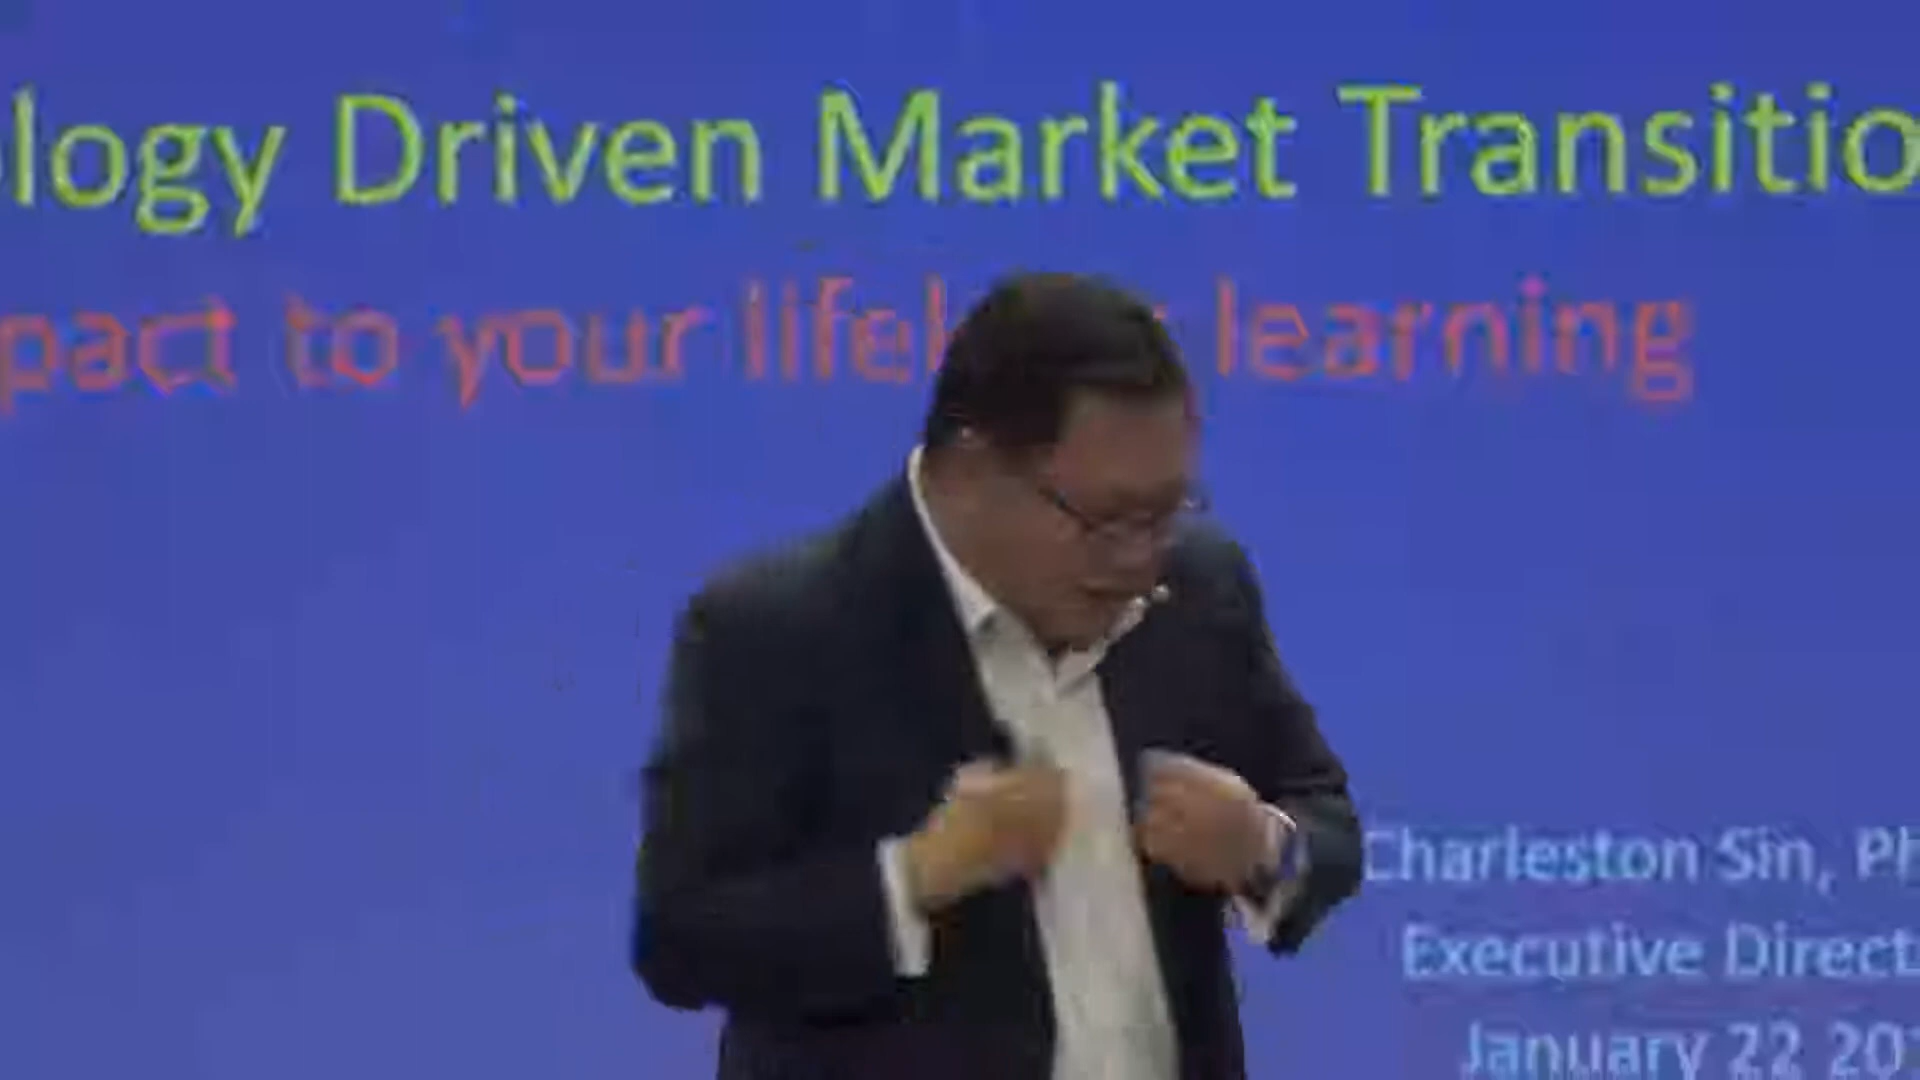 ology Driven Market Transitio
pact to your lifel learning
Charleston Sin, Ph
Executive Direct
January 22 20